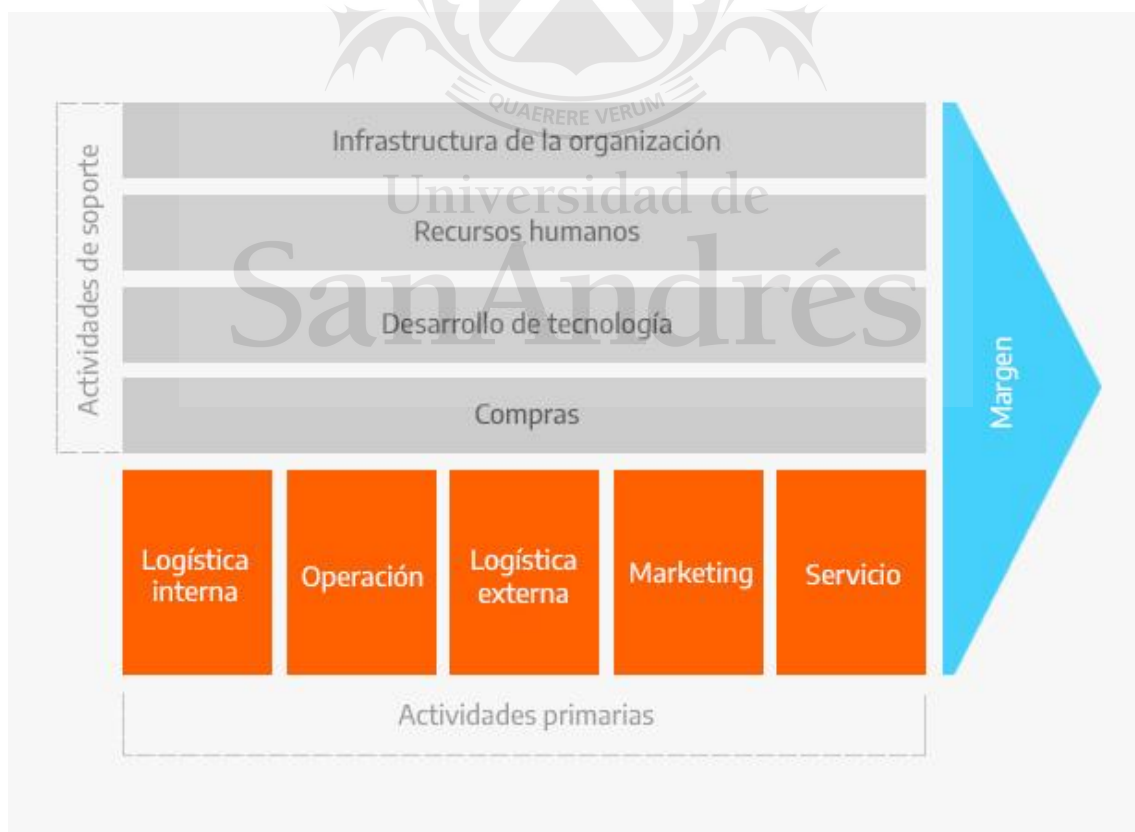 QUAERERE VERUM
Infrastructura de la organización
Universidad de
Recursos humanos
SanAndrés
Desarrollo de tecnología
Compras
Actividades de soporte
Margen
Logística
interna
Operación
Logística
externa
Marketing
Servicio
Actividades primarias